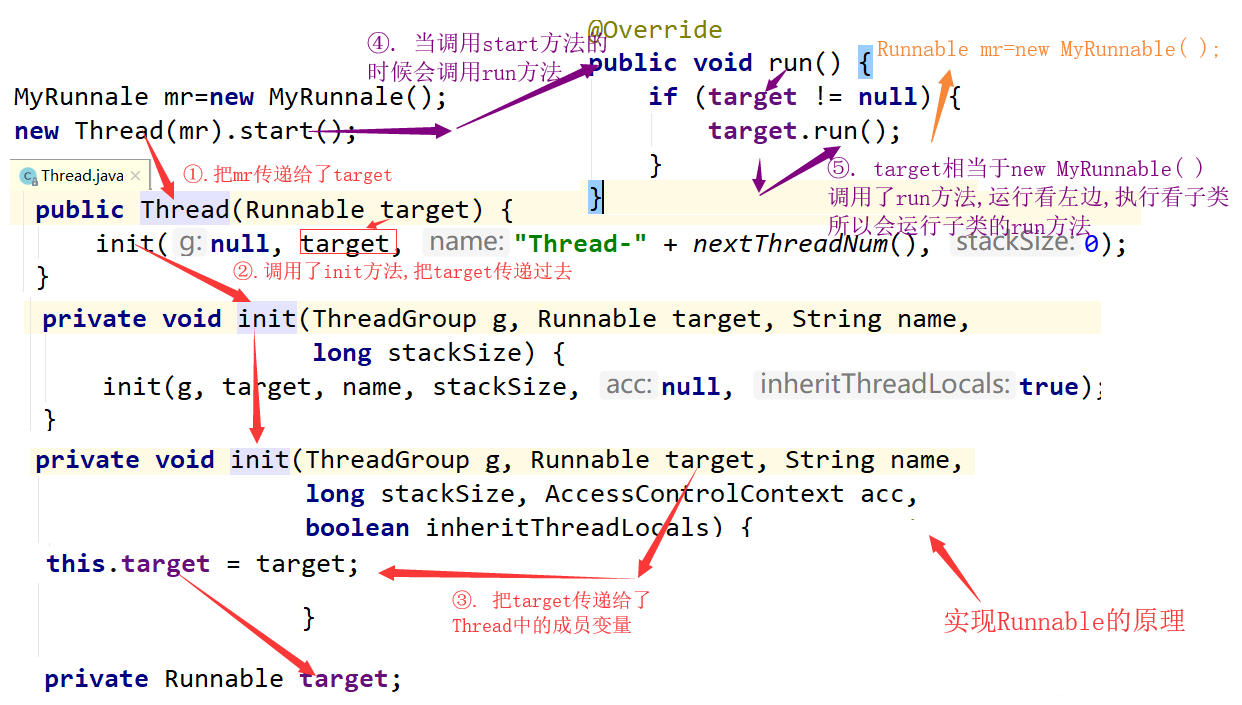 ④. 当调用start方法的
时候会调用run方法
@Override
public void run() {
Runnable mr=new MyRunnable( );
if (target != null) {
target.run();
}
}
MyRunnale mr=new MyRunnale();
new Thread(mr).start();
⑤. target相当于new MyRunnable( )
调用了run方法,运行看左边,执行看子类
所以会运行子类的run方法
Thread.java
①.把mr传递给了target
public Thread(Runnable target) {
init( g: null, target, name: "Thread-" + nextThreadNum(), stackSize: 0);
②.调用了init方法,把target传递过去
}
private void init(ThreadGroup g, Runnable target, String name,
long stackSize) {
init(g, target, name, stackSize, acc: null, inheritThreadLocals: true);
}
private void init(ThreadGroup g, Runnable target, String name,
long stackSize, AccessControlContext acc,
boolean inheritThreadLocals) {
this.target = target;
③. 把target传递给了
Thread中的成员变量
}
实现Runnable的原理
private Runnable target;